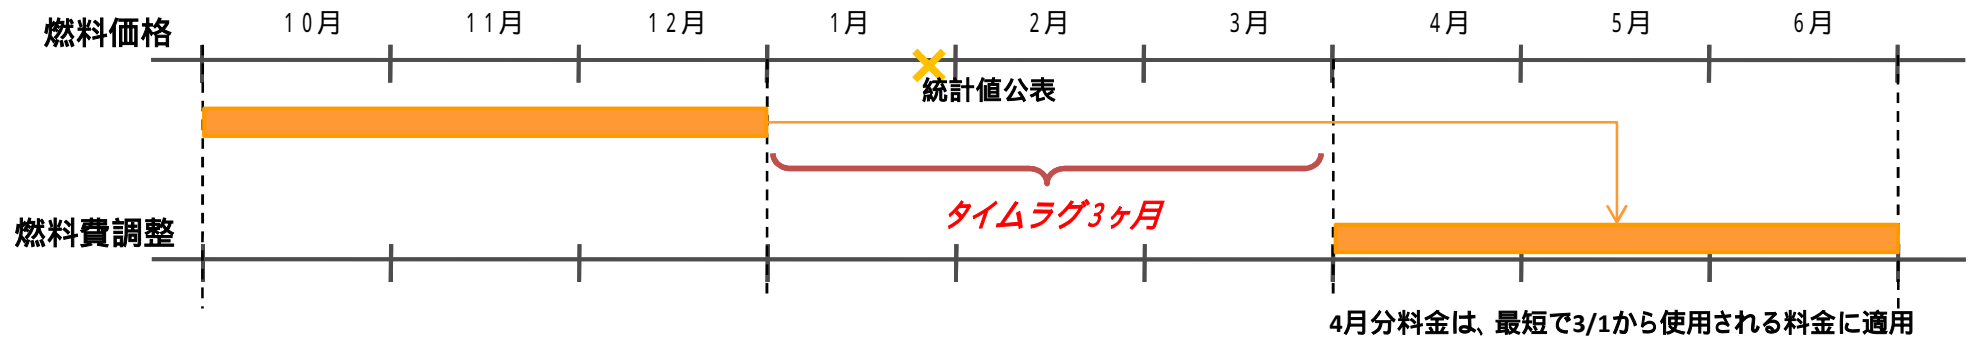 燃料価格
10月 11月 12月 1月 2月 3月 4月 5月 6月
統計値公表
タイムラグ3ヶ月
燃料費調整
4月分料金は、最短で3/1から使用される料金に適用